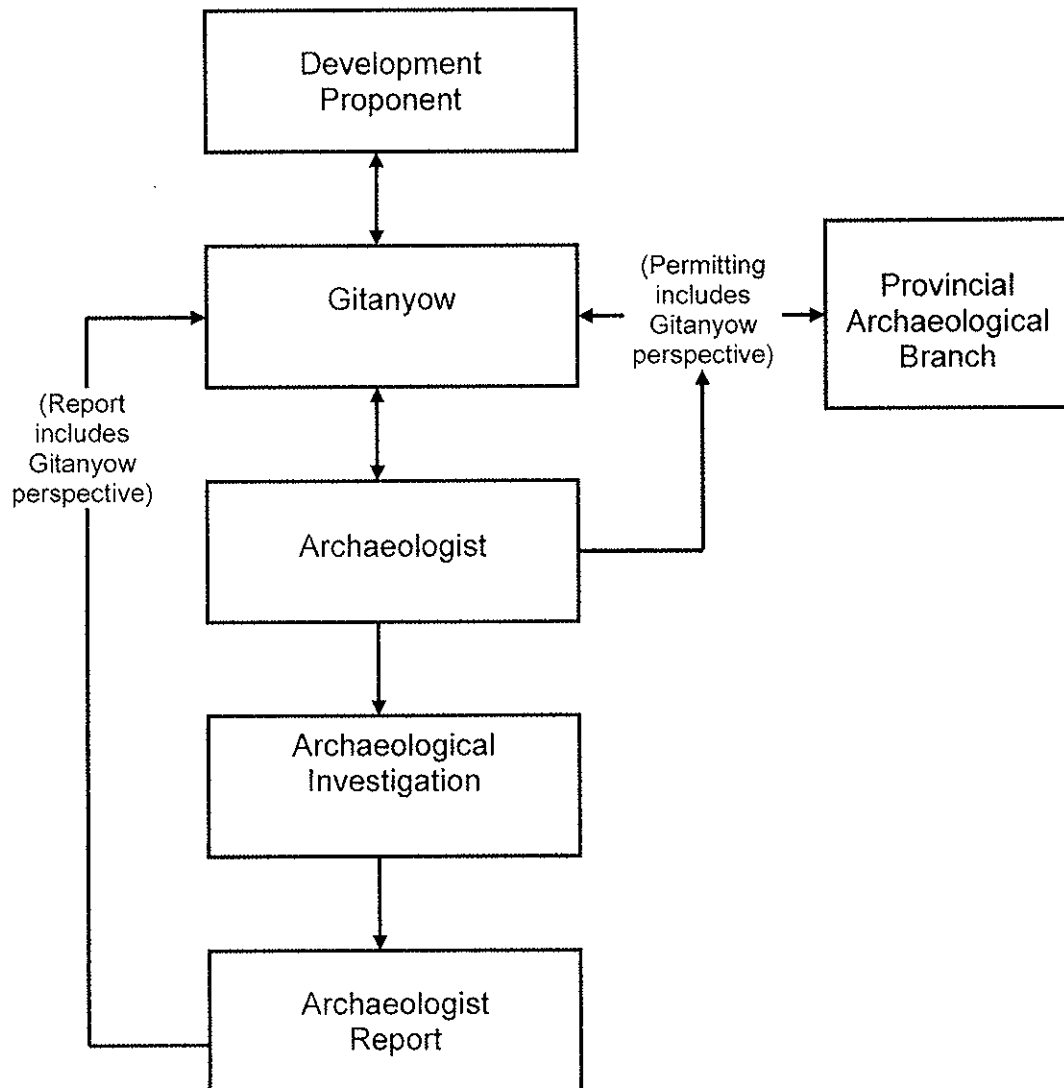 Development
Proponent
Gitanyow
(Permitting
includes
Gitanyow
perspective)
Provincial
Archaeological
Branch
(Report
includes
Gitanyow
perspective)
Archaeologist
Archaeological
Investigation
Archaeologist
Report